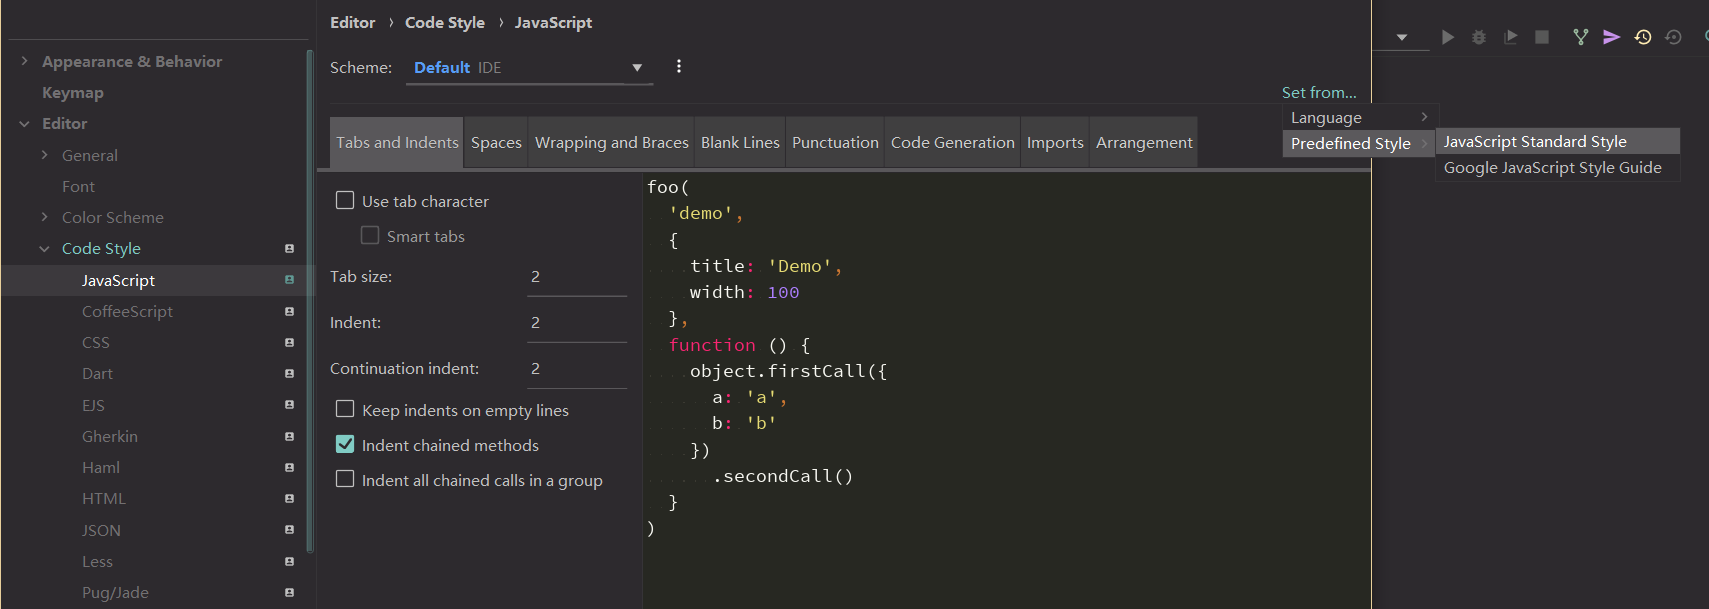 Editor › Code Style › JavaScript
Scheme: Default IDE
Set from...
Language
Predefined Style
JavaScript Standard Style
Google JavaScript Style Guide
Appearance & Behavior
Keymap
Editor
General
Font
Color Scheme
Code Style
JavaScript
CoffeeScript
CSS
Dart
EJS
Gherkin
Haml
HTML
JSON
Less
Pug/Jade
Tabs and Indents Spaces Wrapping and Braces Blank Lines Punctuation Code Generation Imports Arrangement
Use tab character
Smart tabs
Tab size: 2
Indent: 2
Continuation indent: 2
Keep indents on empty lines
Indent chained methods
Indent all chained calls in a group
foo(
  'demo',
  {
    title: 'Demo',
    width: 100
  },
  function () {
    object.firstCall({
      a: 'a',
      b: 'b'
    })
      .secondCall()
  }
)